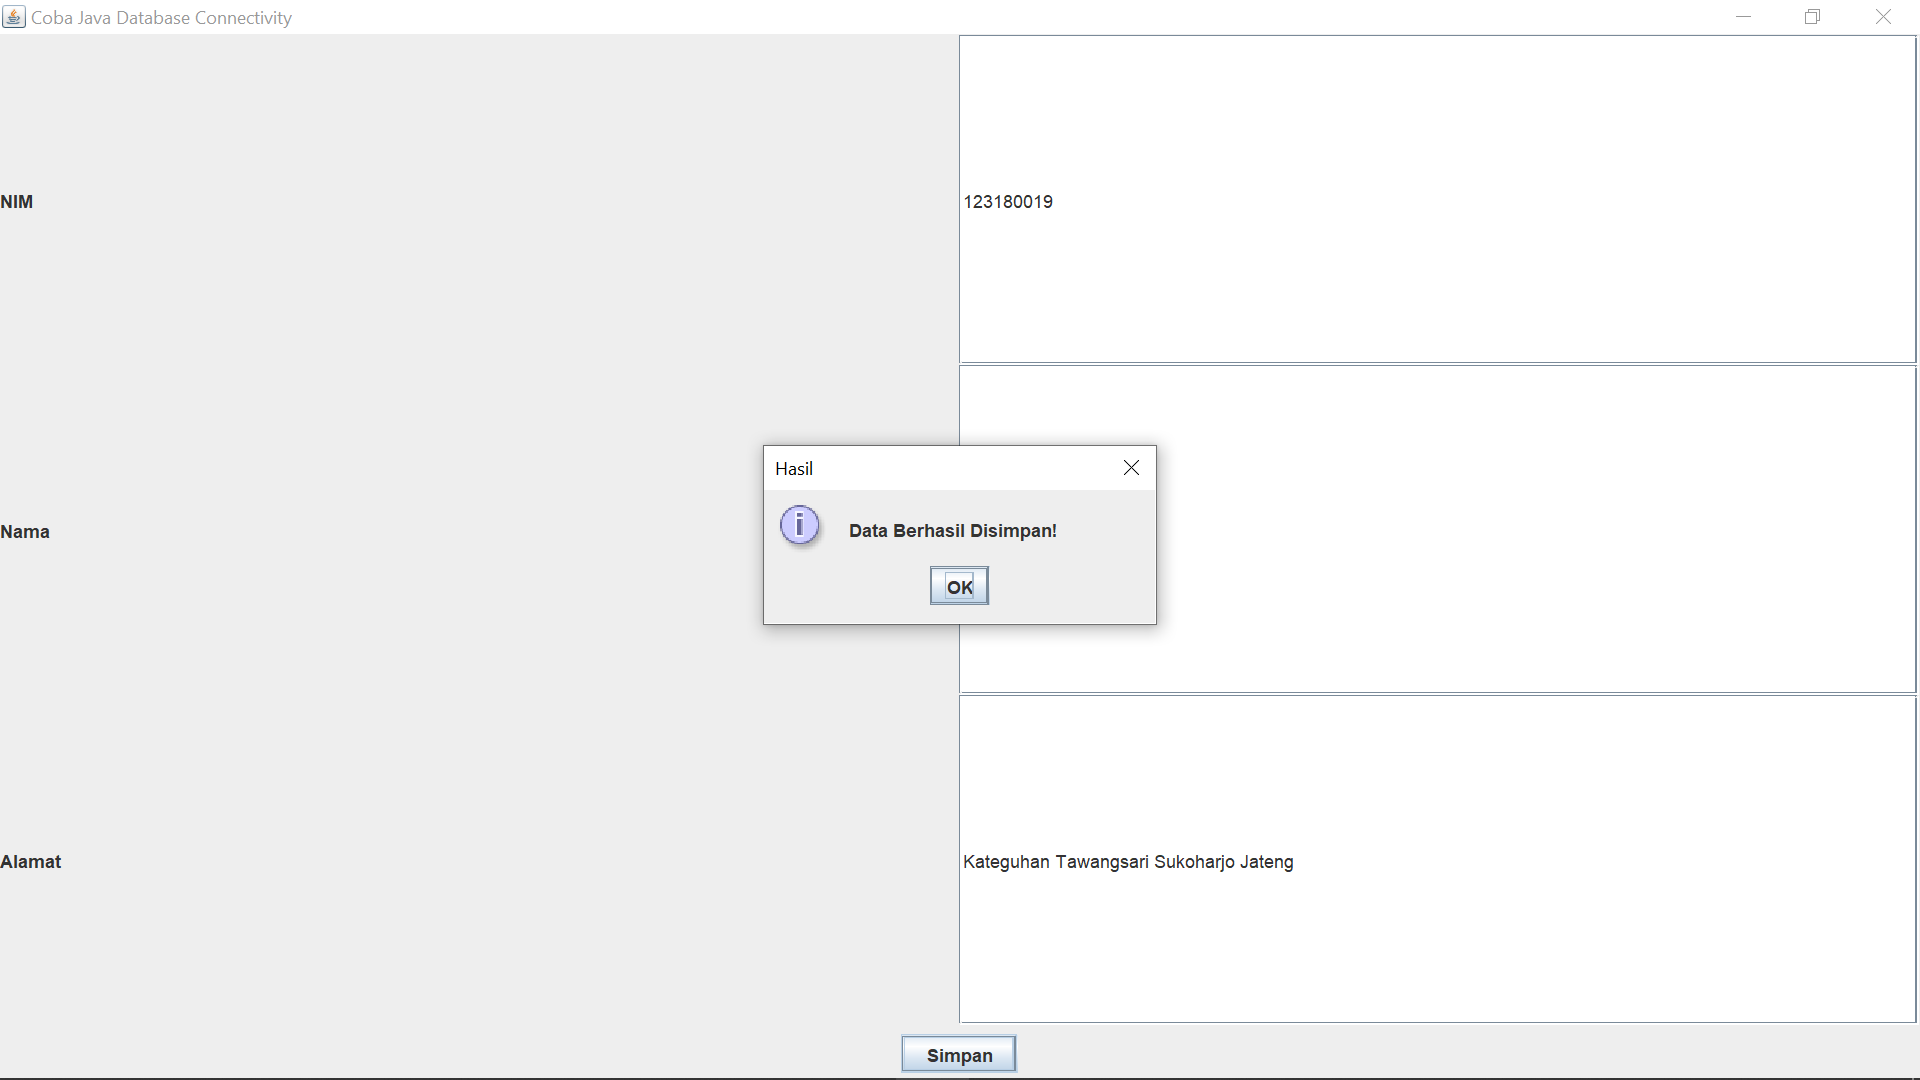 Coba Java Database Connectivity
NIM
123180019
Hasil
Data Berhasil Disimpan!
OK
Nama
Alamat
Kateguhan Tawangsari Sukoharjo Jateng
Simpan